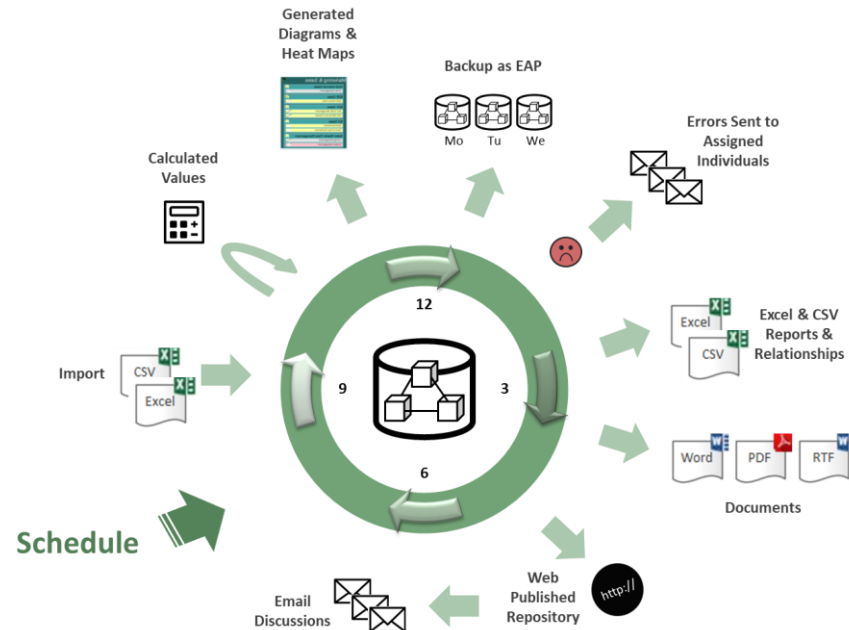 Generated
Diagrams &
Heat Maps
Backup as EAP
Mo Tu We
Errors Sent to
Assigned
Individuals
Calculated
Values
12
3
6
9
Import
CSV
Excel
Excel
CSV
Excel & CSV
Reports &
Relationships
Word
PDF
RTF
Documents
Schedule
Web
Published
Repository
http://
Email
Discussions